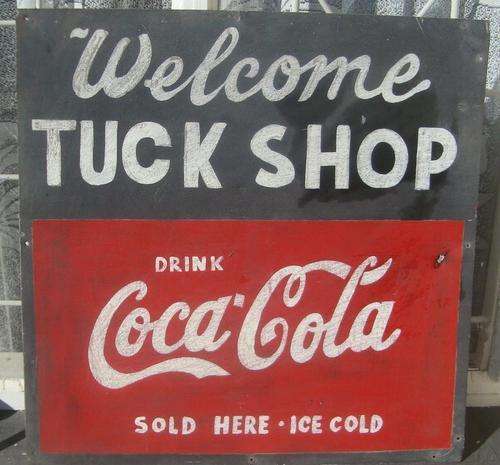 Welcome
TUCK SHOP
DRINK
Coca-Cola
SOLD HERE · ICE COLD